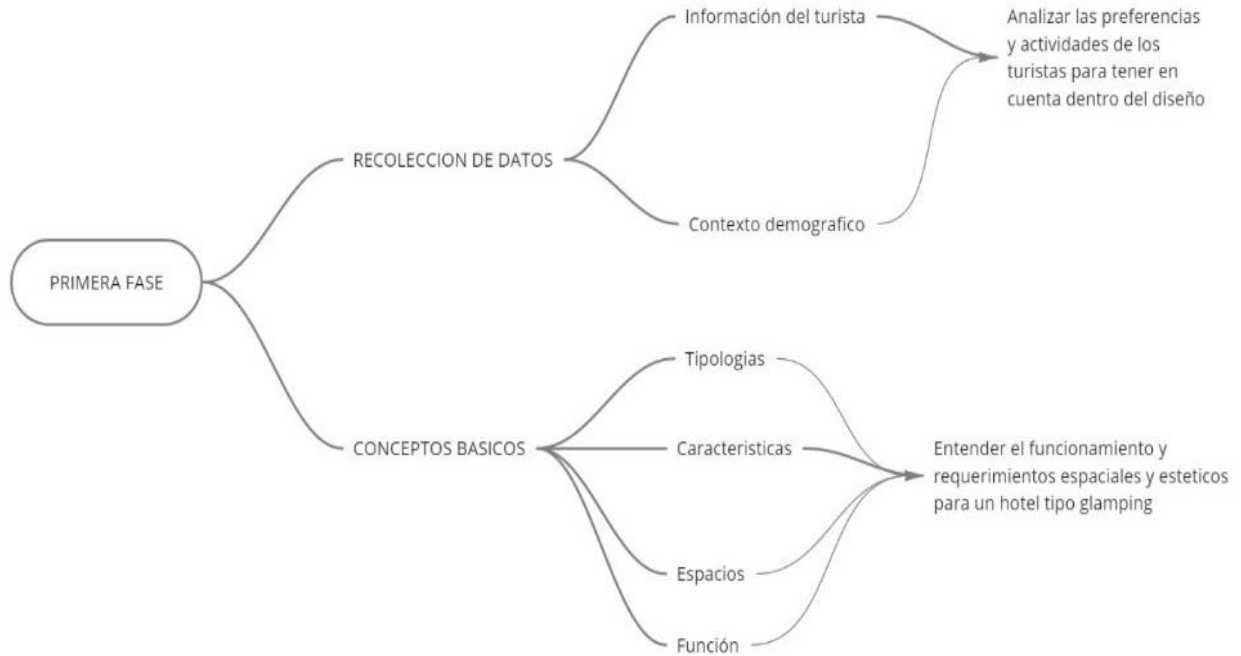 PRIMERA FASE
RECOLECCION DE DATOS
Información del turista
Contexto demografico
Analizar las preferencias
y actividades de los
turistas para tener en
cuenta dentro del diseño
CONCEPTOS BASICOS
Tipologias
Caracteristicas
Espacios
Función
Entender el funcionamiento y
requerimientos espaciales y esteticos
para un hotel tipo glamping